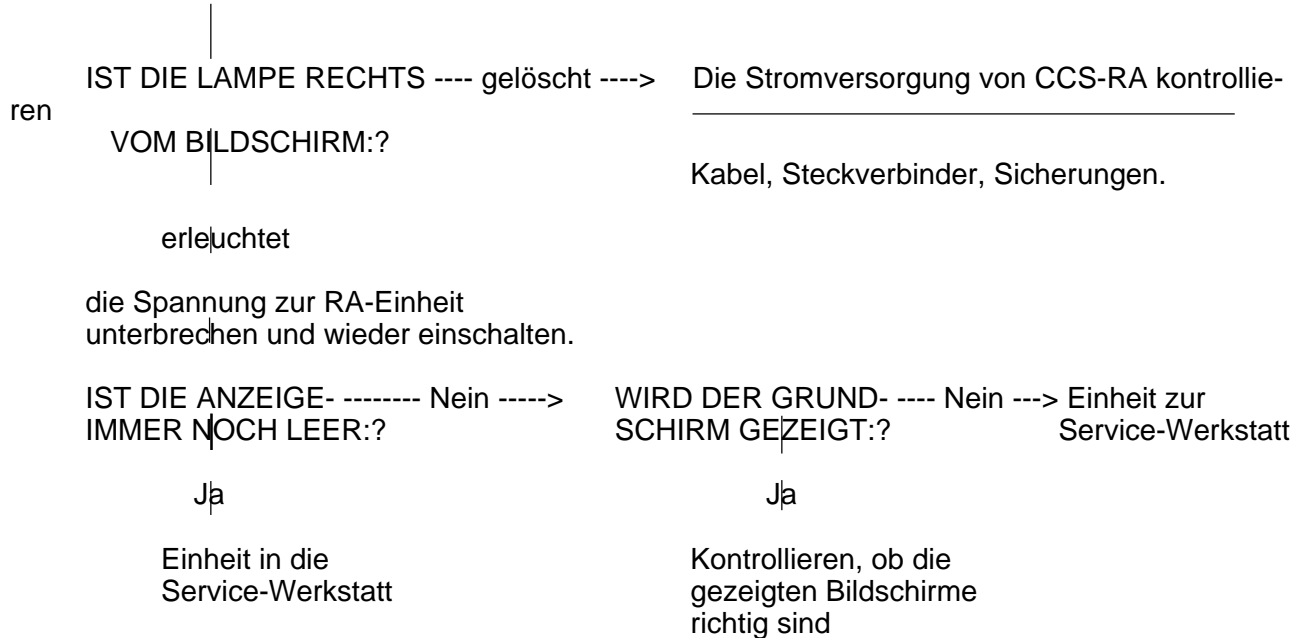 IST DIE LAMPE RECHTS ---- gelöscht ----> Die Stromversorgung von CCS-RA kontrollie-
ren
VOM BILDSCHIRM:?
Kabel, Steckverbinder, Sicherungen.
erleuchtet
die Spannung zur RA-Einheit
unterbrechen und wieder einschalten.
IST DIE ANZEIGE- -------- Nein -----> WIRD DER GRUND- ---- Nein ---> Einheit zur
IMMER NOCH LEER:? SCHIRM GEZEIGT:? Service-Werkstatt
Ja Ja
Einheit in die Kontrollieren, ob die
Service-Werkstatt gezeigten Bildschirme
richtig sind